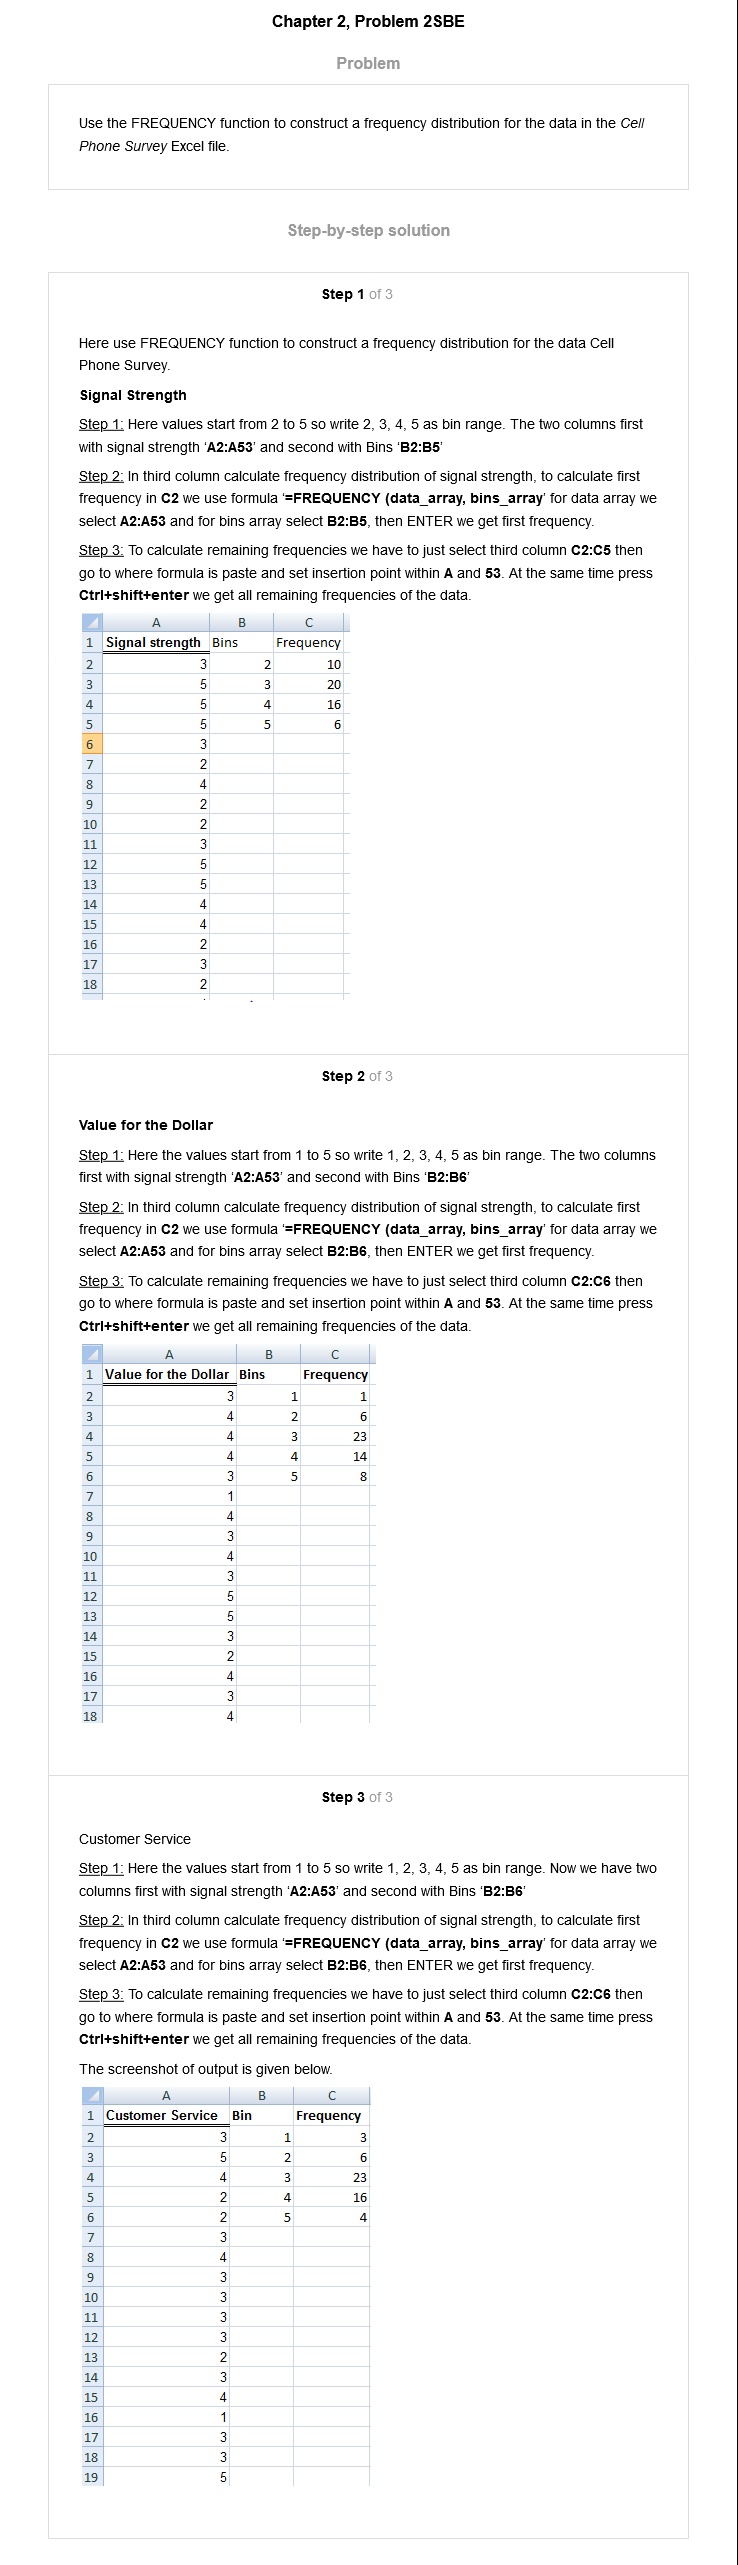 Chapter 2, Problem 2SBE
Problem
Use the FREQUENCY function to construct a frequency distribution for the data in the Cell
Phone Survey Excel file.
Step-by-step solution
Step 1 of 3
Here use FREQUENCY function to construct a frequency distribution for the data Cell
Phone Survey.
Signal Strength
Step 1: Here values start from 2 to 5 so write 2, 3, 4, 5 as bin range. The two columns first
with signal strength ‘A2:A53’ and second with Bins ‘B2:B5’
Step 2: In third column calculate frequency distribution of signal strength, to calculate first
frequency in C2 we use formula ‘=FREQUENCY (data_array, bins_array’ for data array we
select A2:A53 and for bins array select B2:B5, then ENTER we get first frequency.
Step 3: To calculate remaining frequencies we have to just select third column C2:C5 then
go to where formula is paste and set insertion point within A and 53. At the same time press
Ctrl+shift+enter we get all remaining frequencies of the data.
A B C
1 Signal strength Bins Frequency
2 3 2 10
3 5 3 20
4 5 4 16
5 5 5 6
6 3
7 2
8 4
9 2
10 2
11 3
12 5
13 5
14 4
15 4
16 2
17 3
18 2
Step 2 of 3
Value for the Dollar
Step 1: Here the values start from 1 to 5 so write 1, 2, 3, 4, 5 as bin range. The two columns
first with signal strength ‘A2:A53’ and second with Bins ‘B2:B6’
Step 2: In third column calculate frequency distribution of signal strength, to calculate first
frequency in C2 we use formula ‘=FREQUENCY (data_array, bins_array’ for data array we
select A2:A53 and for bins array select B2:B6, then ENTER we get first frequency.
Step 3: To calculate remaining frequencies we have to just select third column C2:C6 then
go to where formula is paste and set insertion point within A and 53. At the same time press
Ctrl+shift+enter we get all remaining frequencies of the data.
A B C
1 Value for the Dollar Bins Frequency
2 3 1 1
3 4 2 6
4 4 3 23
5 4 4 14
6 3 5 8
7 1
8 4
9 3
10 4
11 3
12 5
13 5
14 3
15 2
16 4
17 3
18 4
Step 3 of 3
Customer Service
Step 1: Here the values start from 1 to 5 so write 1, 2, 3, 4, 5 as bin range. Now we have two
columns first with signal strength ‘A2:A53’ and second with Bins ‘B2:B6’
Step 2: In third column calculate frequency distribution of signal strength, to calculate first
frequency in C2 we use formula ‘=FREQUENCY (data_array, bins_array’ for data array we
select A2:A53 and for bins array select B2:B6, then ENTER we get first frequency.
Step 3: To calculate remaining frequencies we have to just select third column C2:C6 then
go to where formula is paste and set insertion point within A and 53. At the same time press
Ctrl+shift+enter we get all remaining frequencies of the data.
The screenshot of output is given below.
A B C
1 Customer Service Bin Frequency
2 3 1 3
3 5 2 6
4 4 3 23
5 2 4 16
6 2 5 4
7 3
8 4
9 3
10 3
11 3
12 3
13 2
14 3
15 4
16 1
17 3
18 3
19 5